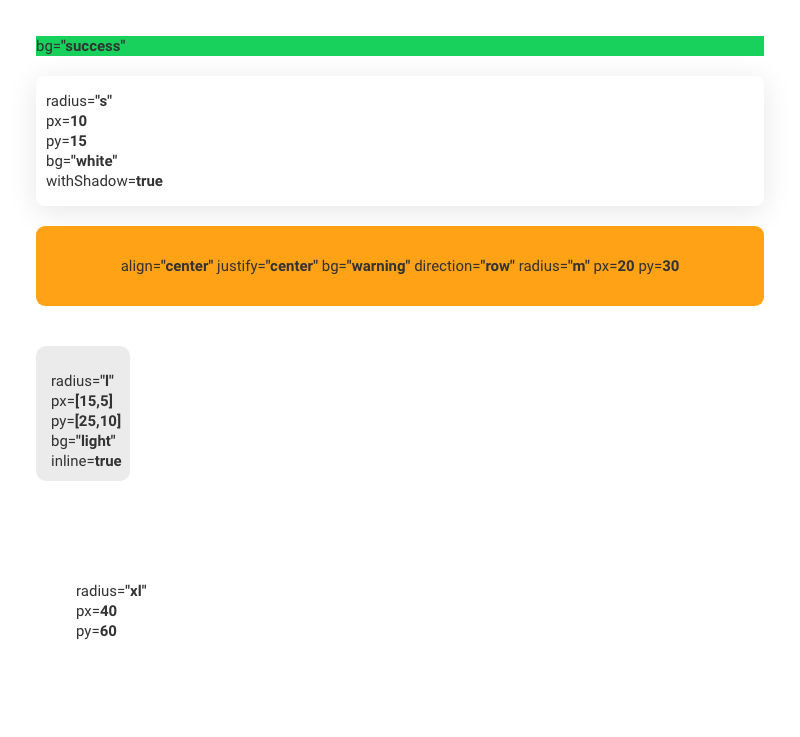 bg="success"
radius="s"
px=10
py=15
bg="white"
withShadow=true
align="center" justify="center" bg="warning" direction="row" radius="m" px=20 py=30
radius="l"
px=[15,5]
py=[25,10]
bg="light"
inline=true
radius="xl"
px=40
py=60